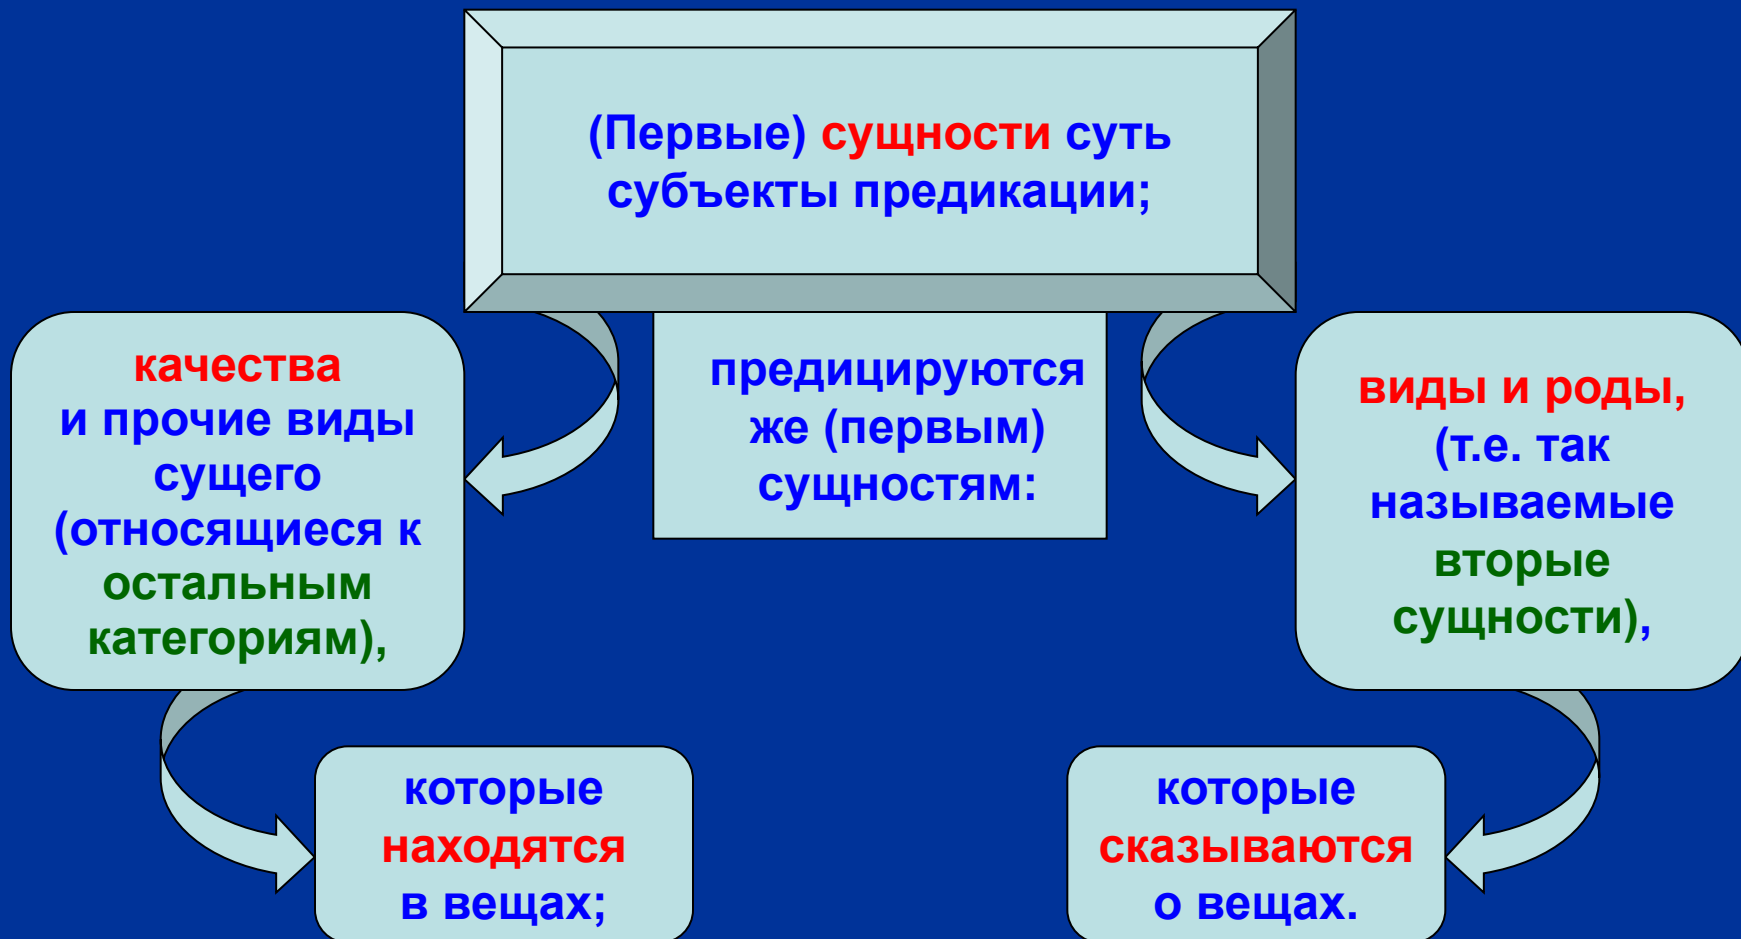 (Первые) сущности суть
субъекты предикации;
предицируются
же (первым)
сущностям:
качества
и прочие виды
сущего
(относящиеся к
остальным
категориям),
которые
находятся
в вещах;
виды и роды,
(т.е. так
называемые
вторые
сущности),
которые
сказываются
о вещах.